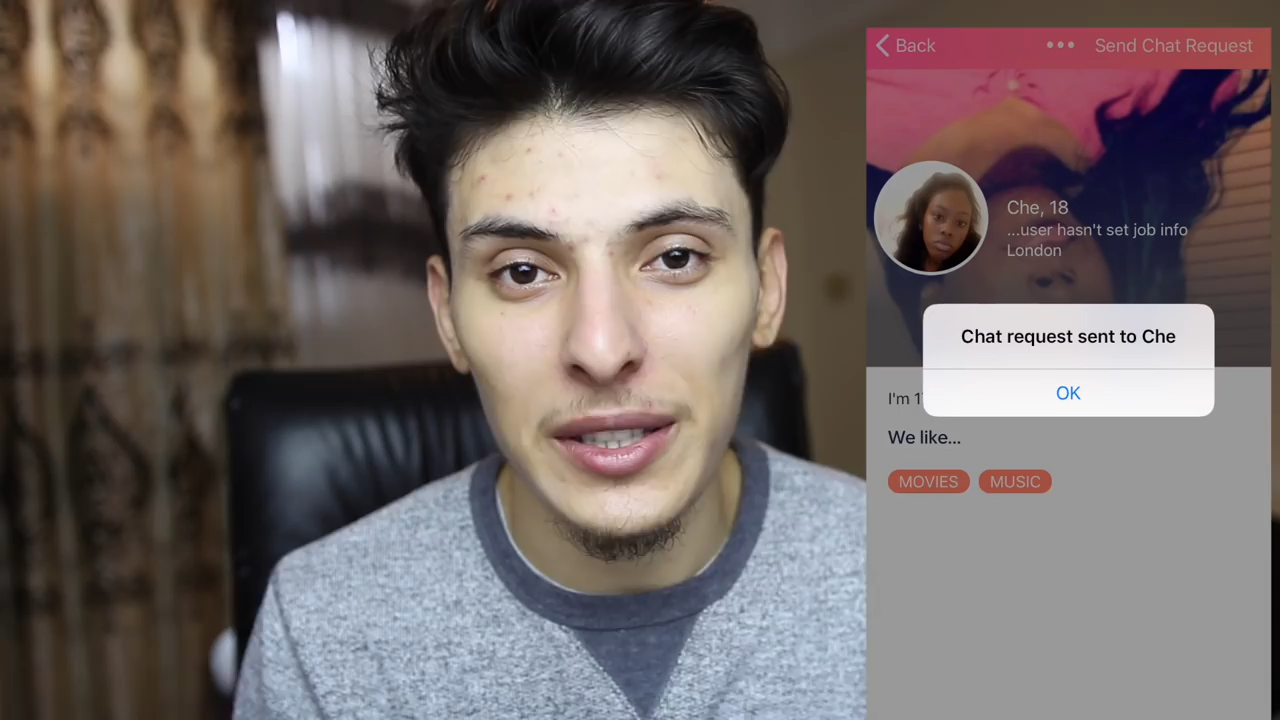 Back
••• Send Chat Request
Che, 18
...user hasn't set job info
London
Chat request sent to Che
OK
I'm 1
We like...
MOVIES MUSIC